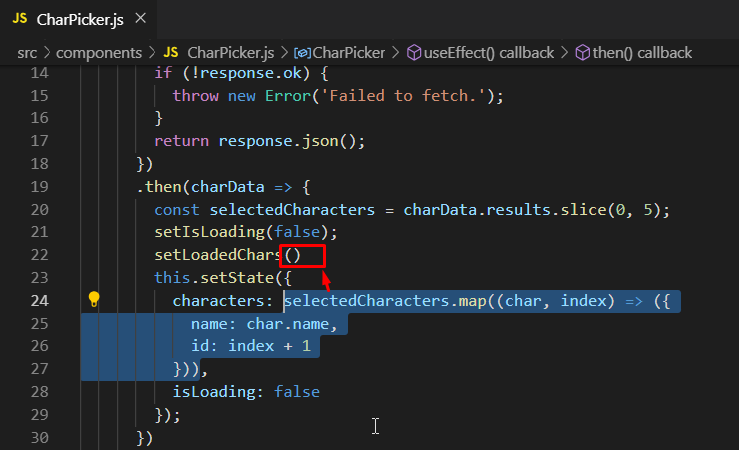 JS CharPicker.js ×
src > components > JS CharPicker.js > CharPicker > useEffect() callback > then() callback
14 if (!response.ok) {
15 throw new Error('Failed to fetch.');
16 }
17 return response.json();
18 })
19 .then(charData => {
20 const selectedCharacters = charData.results.slice(0, 5);
21 setIsLoading(false);
22 setLoadedChars()
23 this.setState({
24 characters: selectedCharacters.map((char, index) => ({
25 name: char.name,
26 id: index + 1
27 })),
28 isLoading: false
29 });
30 })